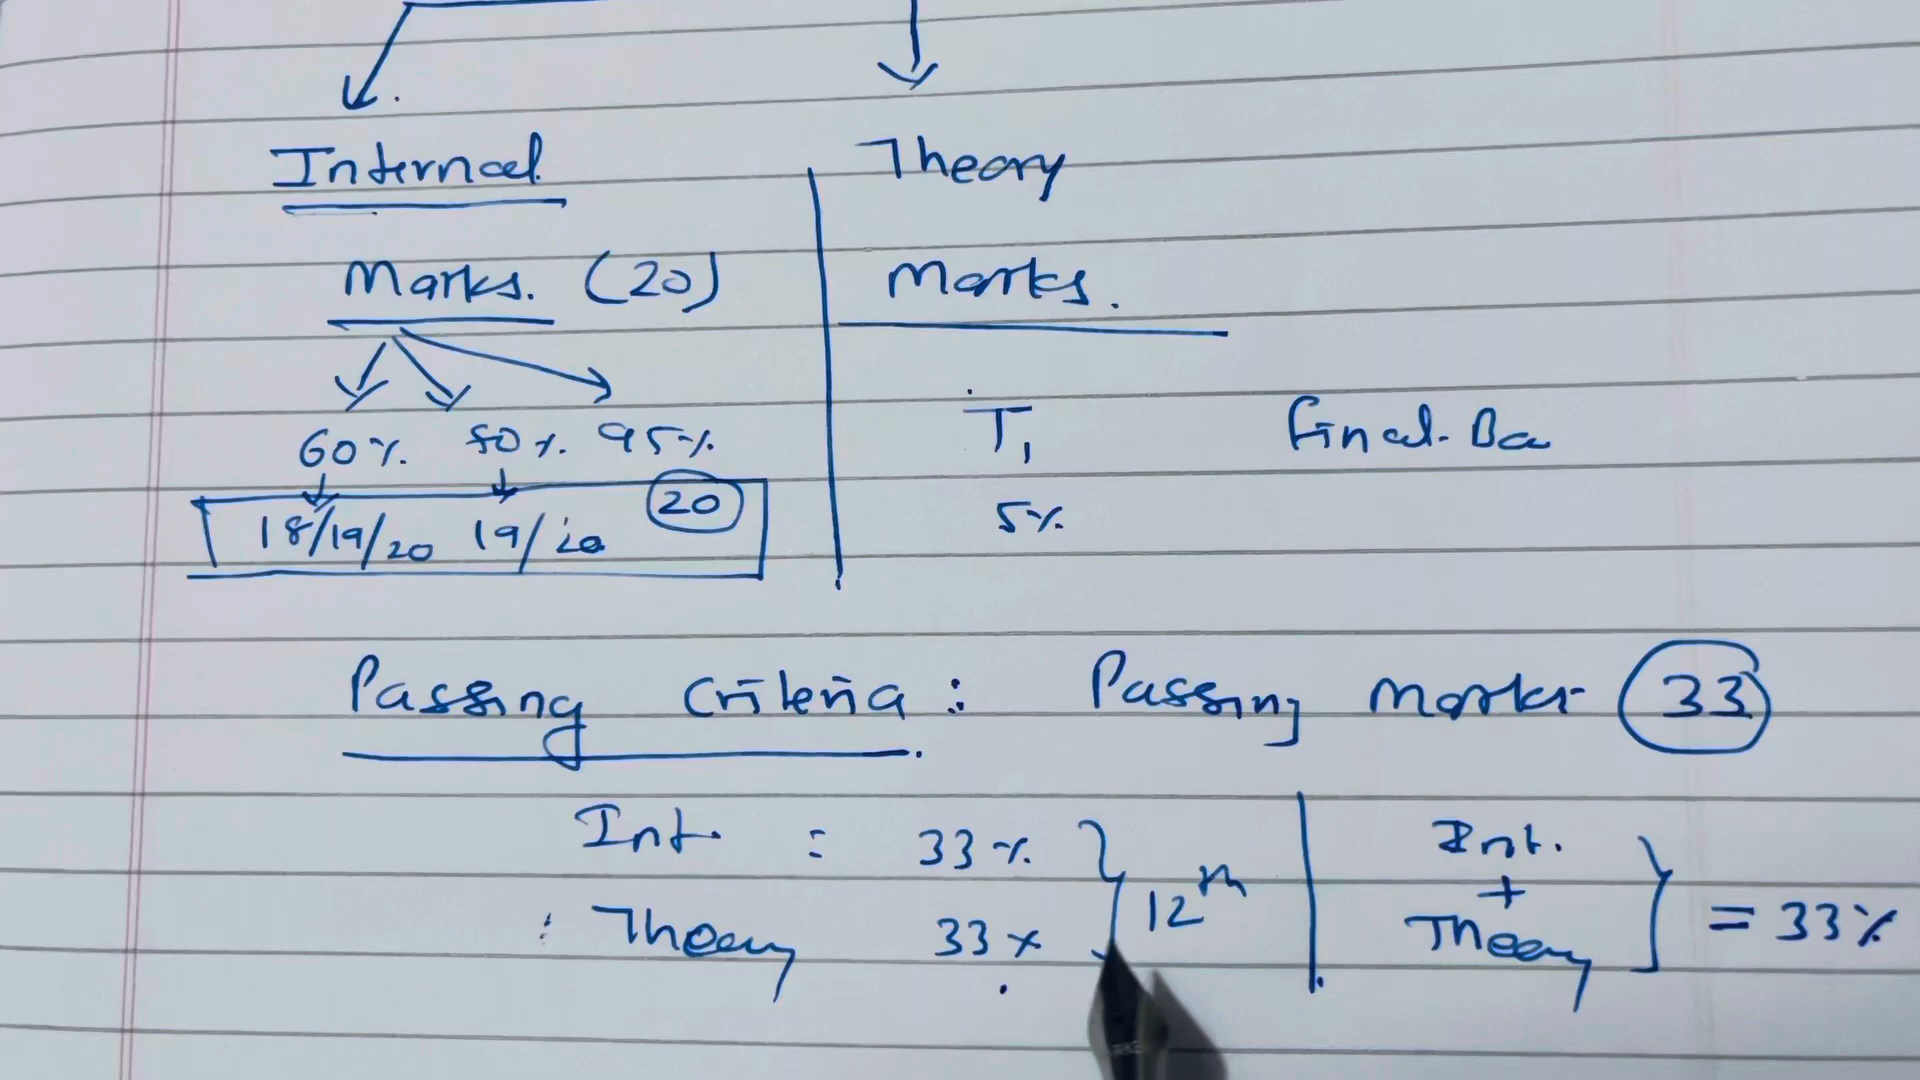 Internal Theory
Marks. (20) Marks.
60% 80% 95%
T1 Final-Ba
18/19/20 19/20 20
5%
Passing Criteria: Passing Marks 33
Int. : 33% 12th Int. + Theory = 33%
Theory 33%